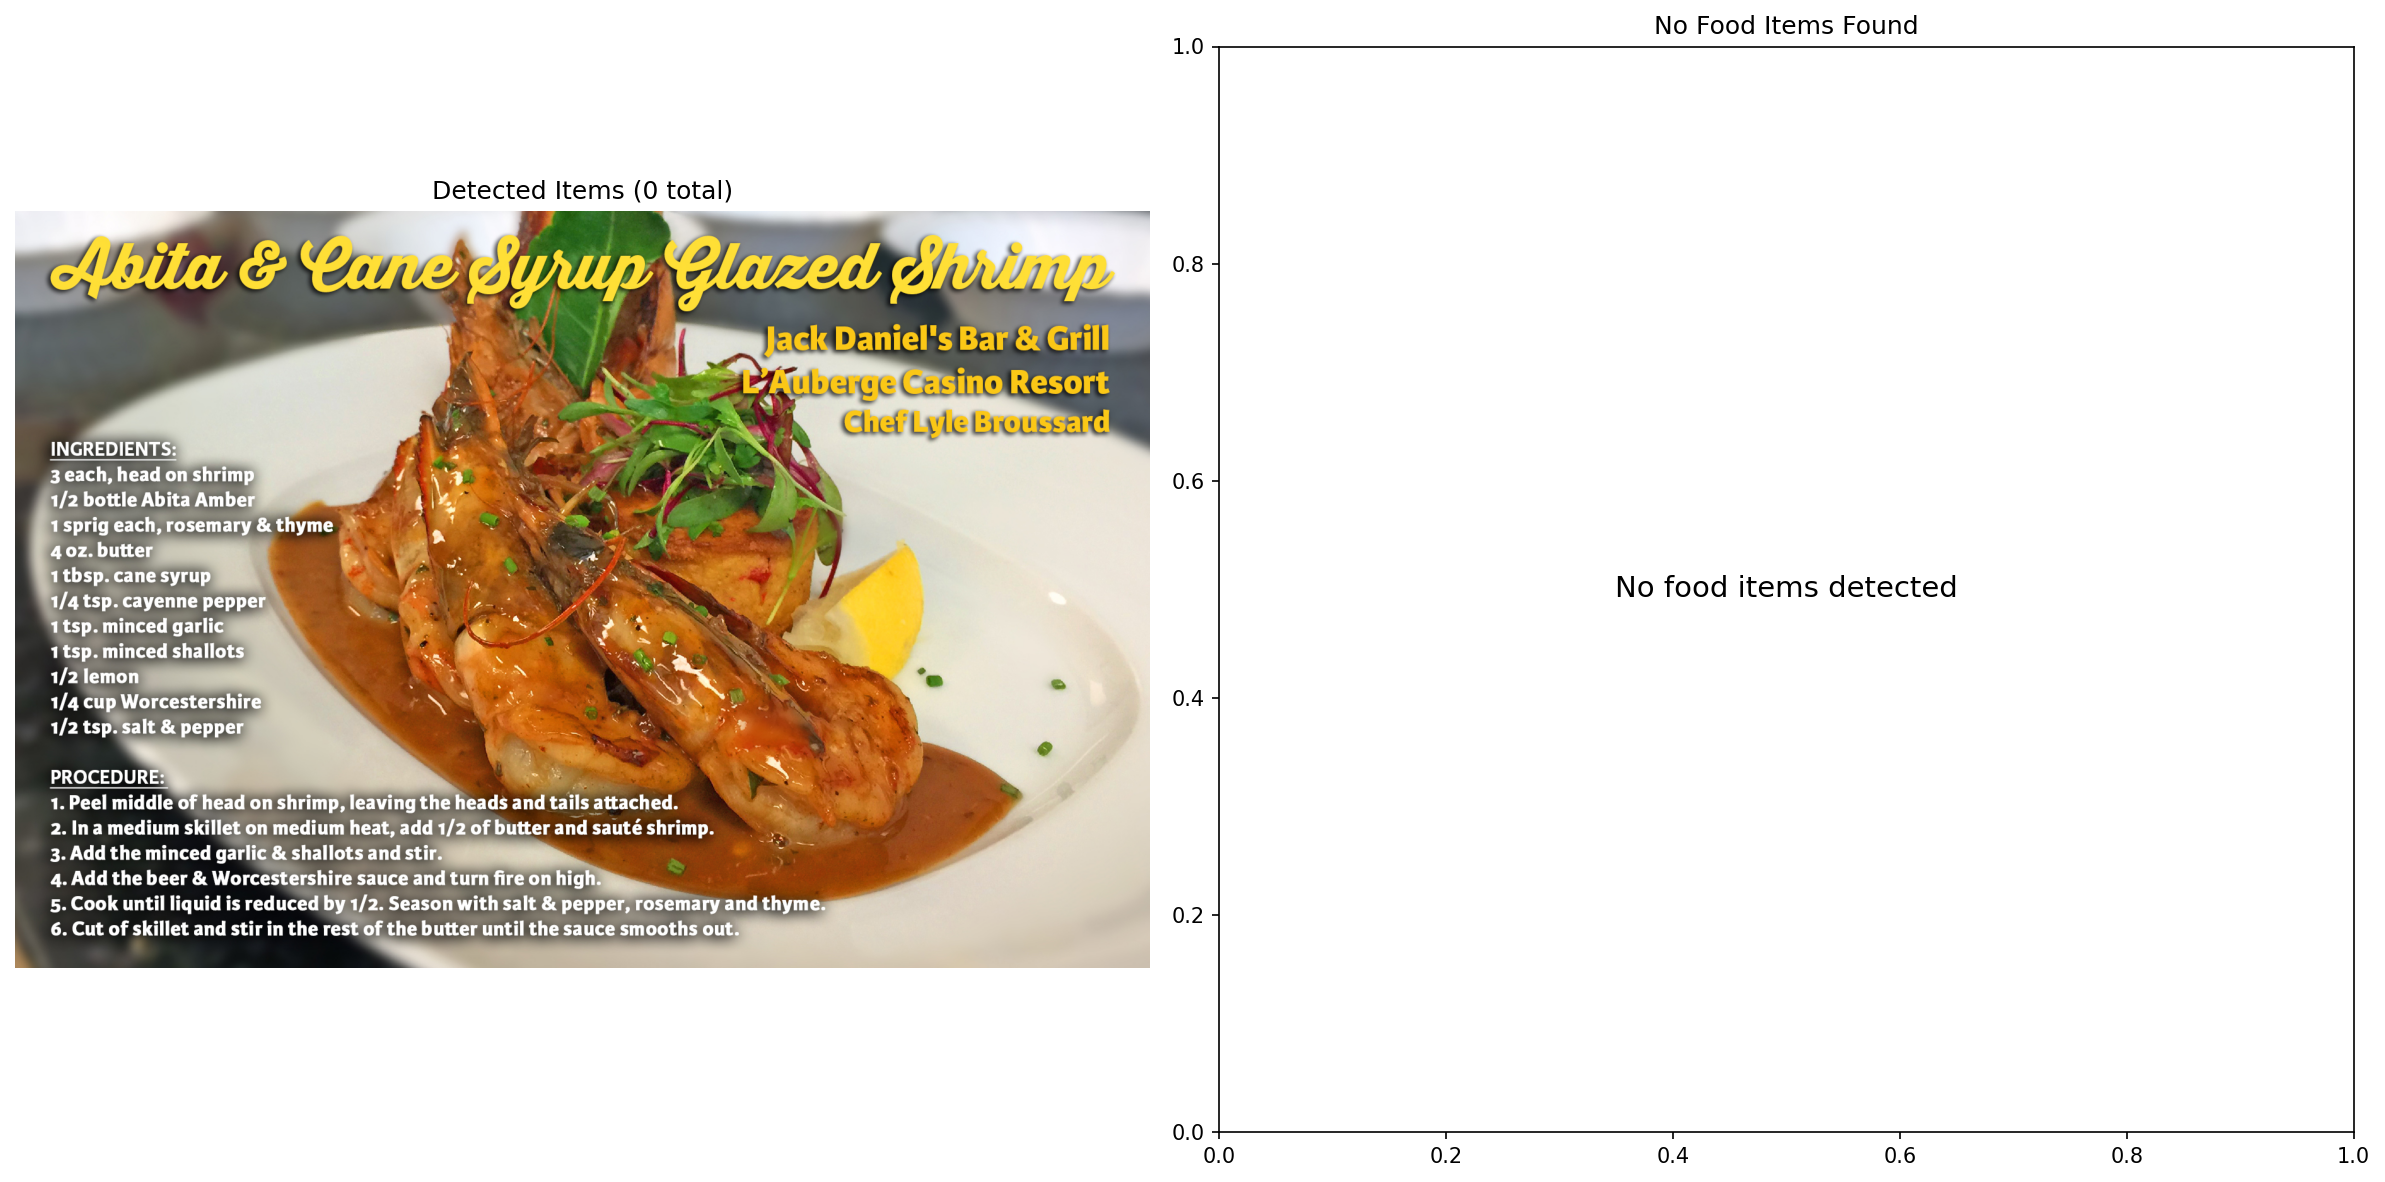 Detected Items (0 total)
Abita & Cane Syrup Glazed Shrimp
Jack Daniel's Bar & Grill
L'Auberge Casino Resort
Chef Lyle Broussard
INGREDIENTS:
3 each, head on shrimp
1/2 bottle Abita Amber
1 sprig each, rosemary & thyme
4 oz. butter
1 tbsp. cane syrup
1/4 tsp. cayenne pepper
1 tsp. minced garlic
1 tsp. minced shallots
1/2 lemon
1/4 cup Worcestershire
1/2 tsp. salt & pepper
PROCEDURE:
1. Peel middle of head on shrimp, leaving the heads and tails attached.
2. In a medium skillet on medium heat, add 1/2 of butter and sauté shrimp.
3. Add the minced garlic & shallots and stir.
4. Add the beer & Worcestershire sauce and turn fire on high.
5. Cook until liquid is reduced by 1/2. Season with salt & pepper, rosemary and thyme.
6. Cut of skillet and stir in the rest of the butter until the sauce smooths out.
No Food Items Found
1.0
0.8
0.6
No food items detected
0.4
0.2
0.0
0.0 0.2 0.4 0.6 0.8 1.0